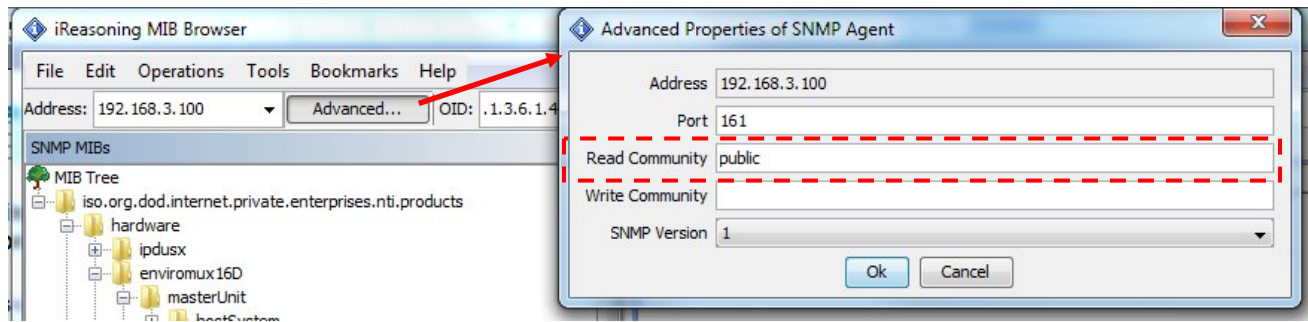 iReasoning MIB Browser
File Edit Operations Tools Bookmarks Help
Address: 192.168.3.100 Advanced... OID: .1.3.6.1.4
SNMP MIBs
MIB Tree
iso.org.dod.internet.private.enterprises.nti.products
hardware
ipdusx
enviromux16D
masterUnit
hostSystem
Advanced Properties of SNMP Agent
Address 192.168.3.100
Port 161
Read Community public
Write Community
SNMP Version 1
Ok Cancel